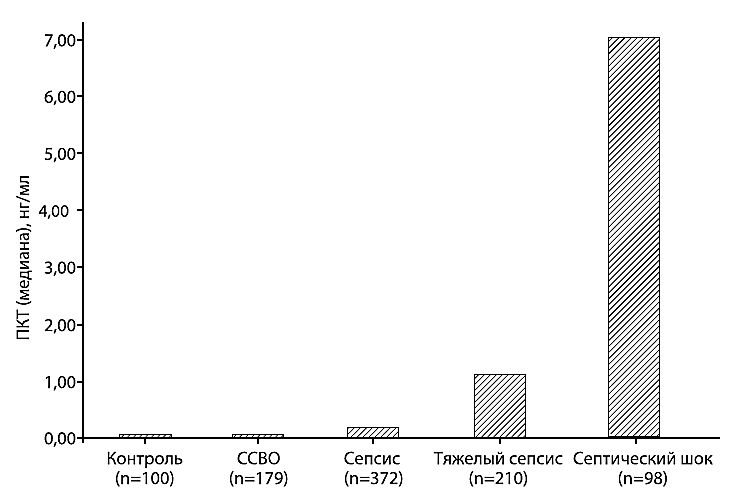 ПКТ (медиана), нг/мл
7,00
6,00
5,00
4,00
3,00
2,00
1,00
0,00
Контроль
(n=100)
ССВО
(n=179)
Сепсис
(n=372)
Тяжелый сепсис
(n=210)
Септический шок
(n=98)